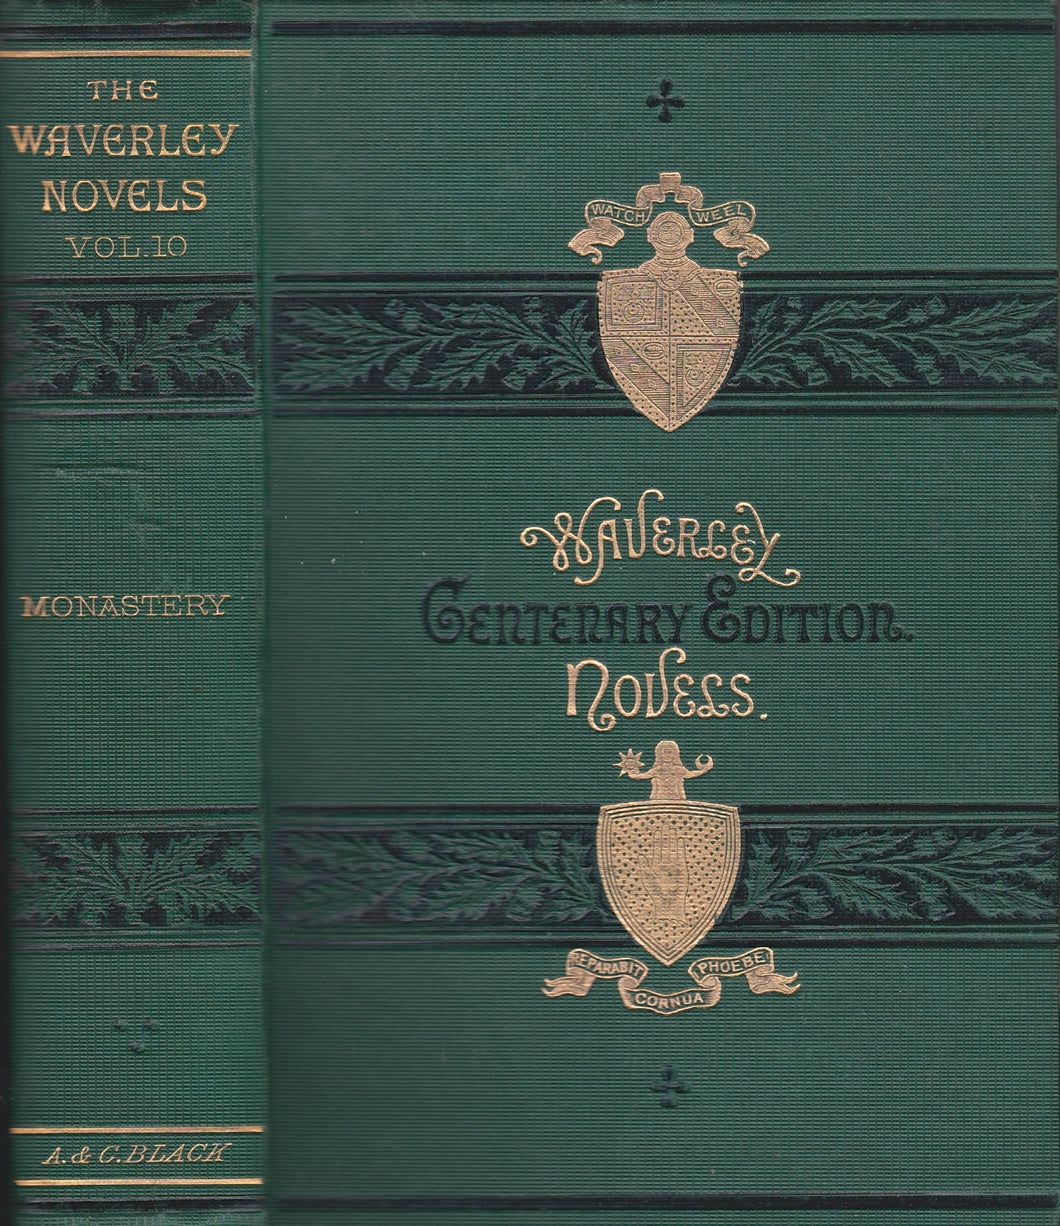 THE
WAVERLEY
NOVELS
VOL.10
MONASTERY
A. & C. BLACK
WATCH WEEL
WAVERLEY
CENTENARY EDITION.
NOVELS.
REPARABIT CORNUA PHOEBE